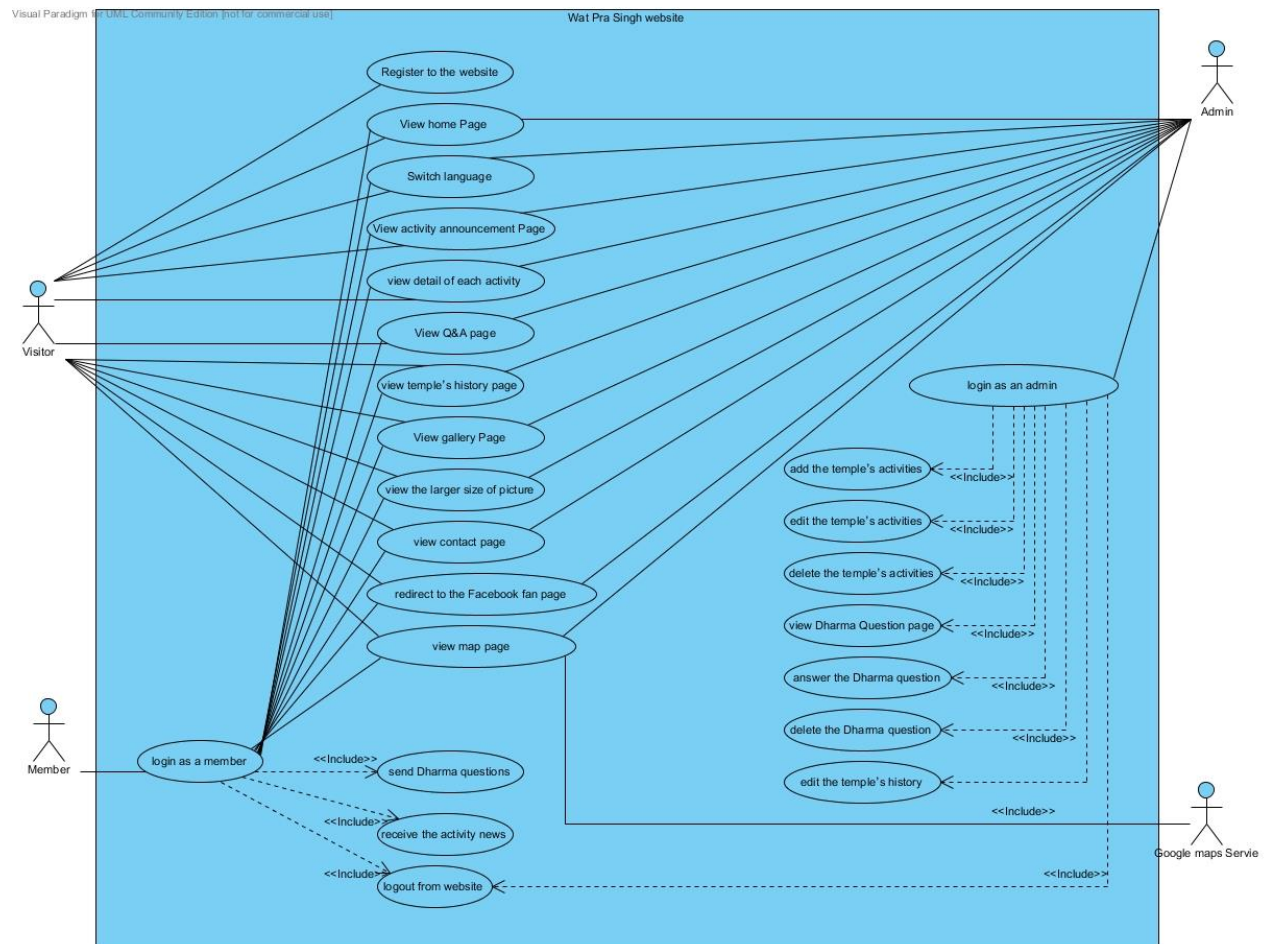 Visual Paradigm for UML Community Edition [not for commercial use]
Wat Pra Singh website
Register to the website
View home Page
Admin
Switch language
View activity announcement Page
view detail of each activity
View Q&A page
Visitor
view temple's history page
login as an admin
View gallery Page
add the temple's activities
<<Include>>
view the larger size of picture
edit the temple's activities
<<Include>>
view contact page
delete the temple's activities
<<Include>>
redirect to the Facebook fan page
view Dharma Question page
<<Include>>
view map page
answer the Dharma question
<<Include>>
delete the Dharma question
<<Include>>
login as a member
<<Include>>
Member
send Dharma questions
edit the temple's history
<<Include>>
<<Include>>
receive the activity news
Google maps Servie
<<Include>>
logout from website
<<Include>>